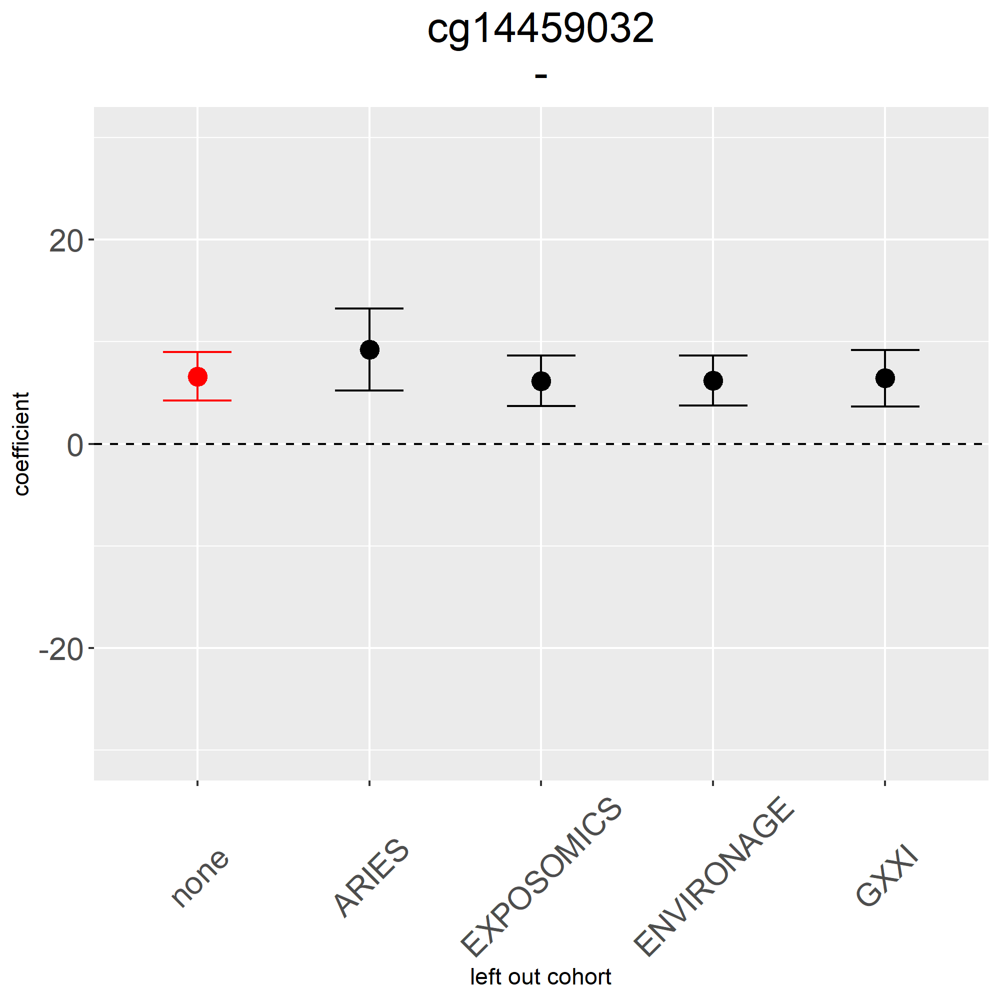 cg14459032
-
coefficient
20
0
-20
none
ARIES
EXPOSOMICS
ENVIRONAGE
GXXI
left out cohort